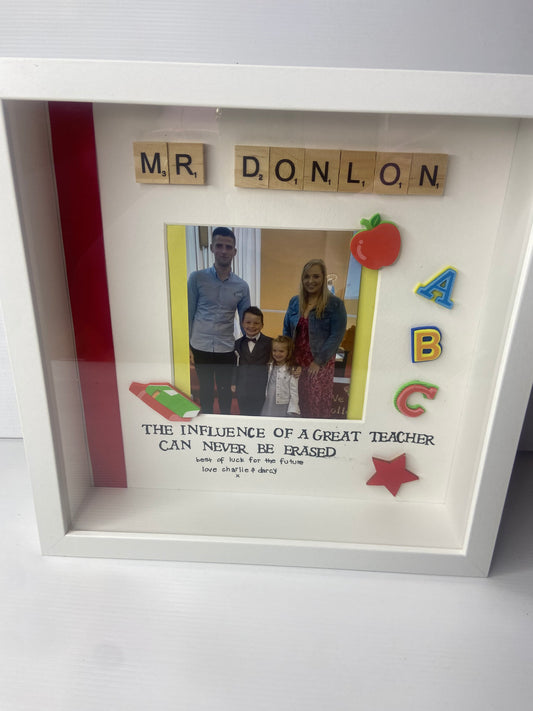 MR DONLON
A
B
C
THE INFLUENCE OF A GREAT TEACHER
CAN NEVER BE ERASED
best of luck for the future
love charlie & darcy
x